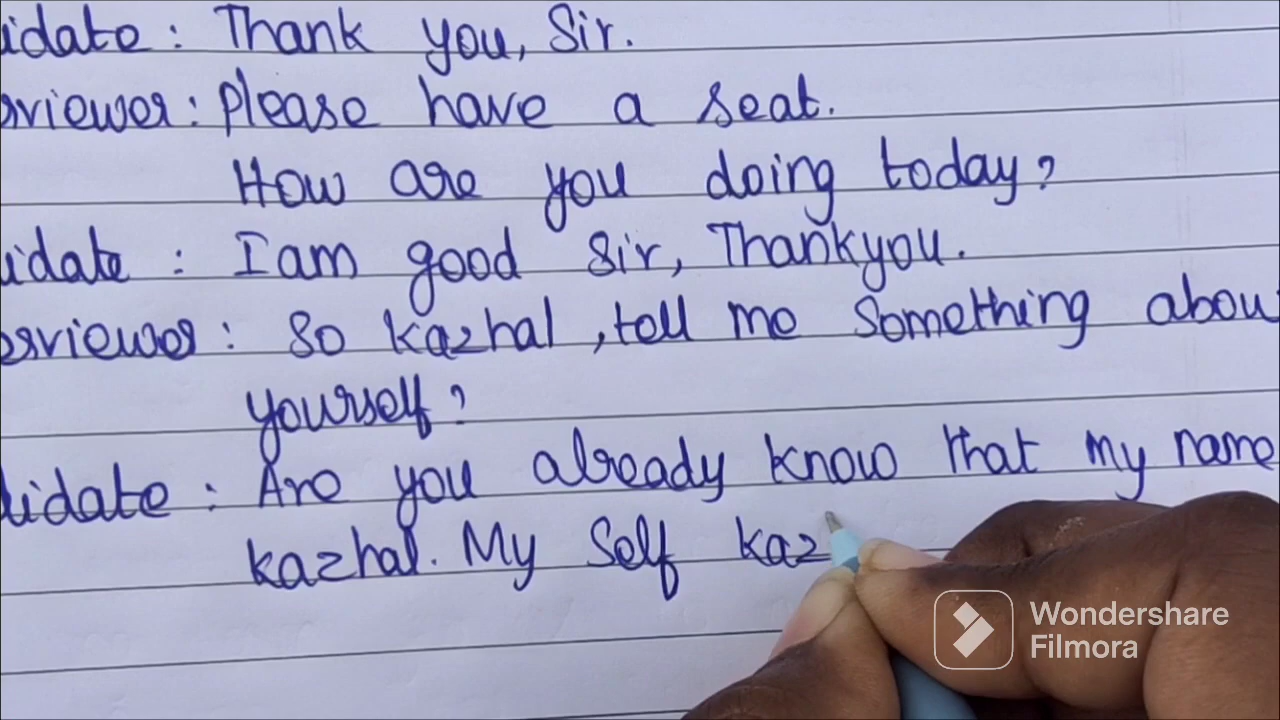 idate : Thank you, Sir.
rviewer : Please have a seat.
How are you doing today?
idate : I am good Sir, Thankyou.
erviewer : So kazhal , tell me Something abou
yourself?
didate : Are you already know that my name
kazhal. My Self kaz
Wondershare
Filmora